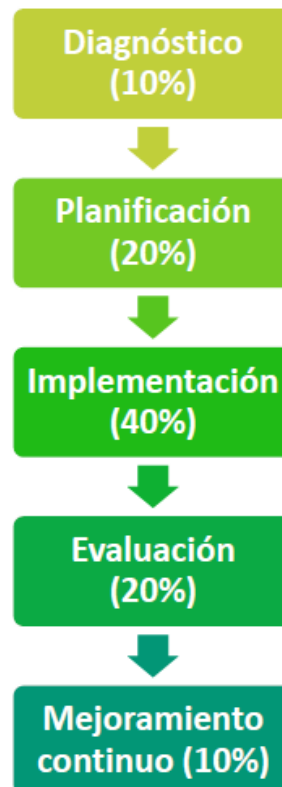 Diagnóstico
(10%)
Planificación
(20%)
Implementación
(40%)
Evaluación
(20%)
Mejoramiento
continuo (10%)